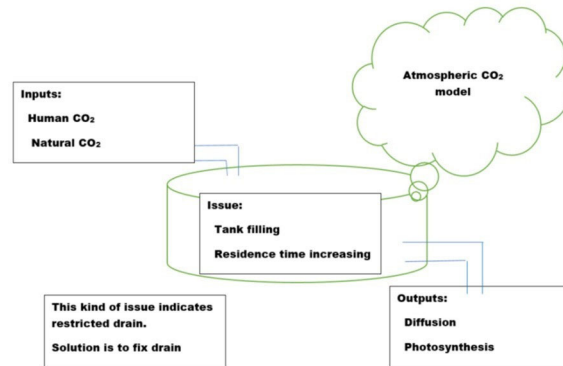 Atmospheric CO₂
model
Inputs:
Human CO₂
Natural CO₂
Issue:
Tank filling
Residence time increasing
This kind of issue indicates
restricted drain.
Solution is to fix drain
Outputs:
Diffusion
Photosynthesis